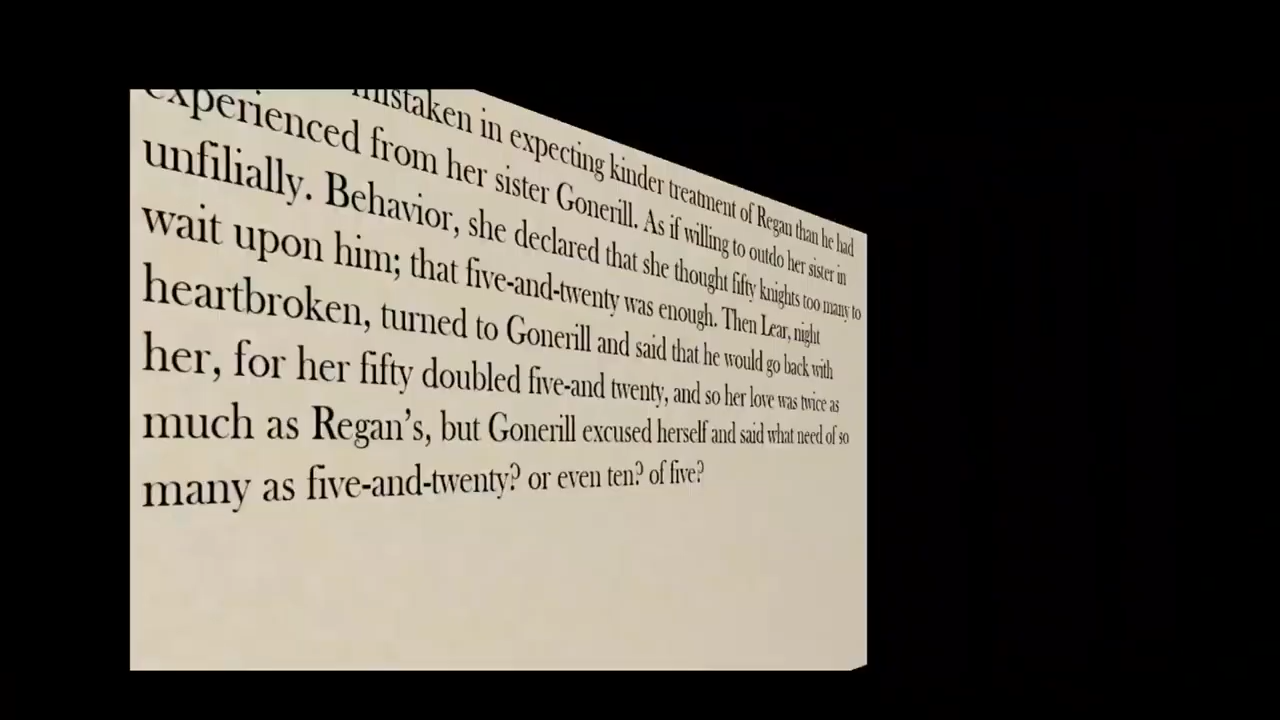 mistaken in expecting kinder treatment of Regan than he had
experienced from her sister Gonerill. As if willing to outdo her sister in
unfilially. Behavior, she declared that she thought fifty knights too many to
wait upon him; that five-and-twenty was enough. Then Lear, night
heartbroken, turned to Gonerill and said that he would go back with
her, for her fifty doubled five-and twenty, and so her love was twice as
much as Regan's, but Gonerill excused herself and said what need of so
many as five-and-twenty? or even ten? of five?